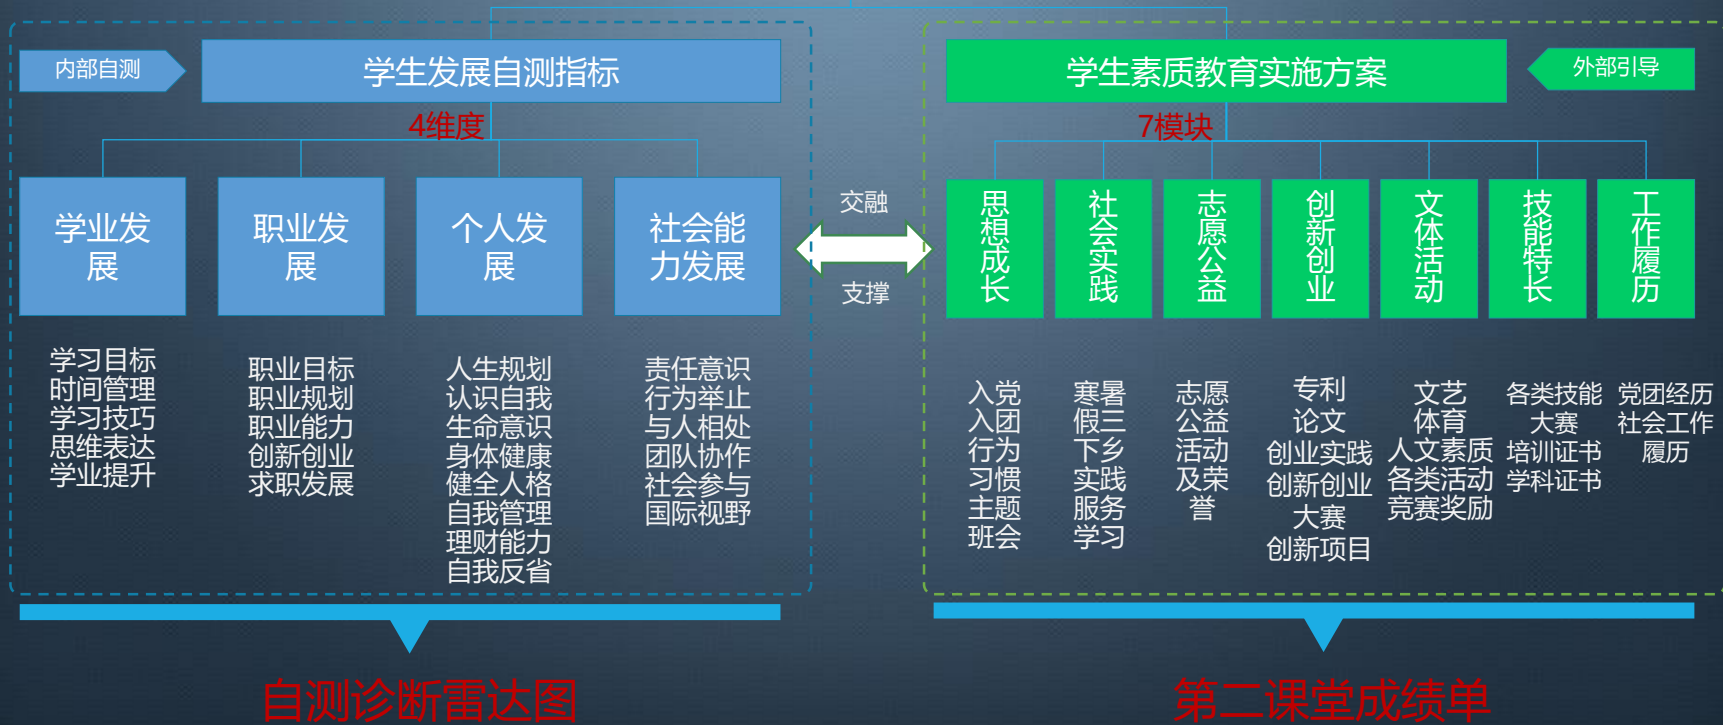 内部自测
学生发展自测指标
4维度
学业发
展
职业发
展
个人发
展
社会能
力发展
学习目标
时间管理
学习技巧
思维表达
学业提升
职业目标
职业规划
职业能力
创新创业
求职发展
人生规划
认识自我
生命意识
身体健康
健全人格
自我管理
理财能力
自我反省
责任意识
行为举止
与人相处
团队协作
社会参与
国际视野
自测诊断雷达图
交融
支撑
学生素质教育实施方案
外部引导
7模块
思想成长
社会实践
志愿公益
创新创业
文体活动
技能特长
工作履历
入党
入团
行为
习惯
主题
班会
寒暑
假三
下乡
实践
服务
学习
志愿
公益
活动
及荣
誉
专利
论文
创业实践
创新创业
大赛
创新项目
文艺
体育
人文素质
各类活动
竞赛奖励
各类技能
大赛
培训证书
学科证书
党团经历
社会工作
履历
第二课堂成绩单